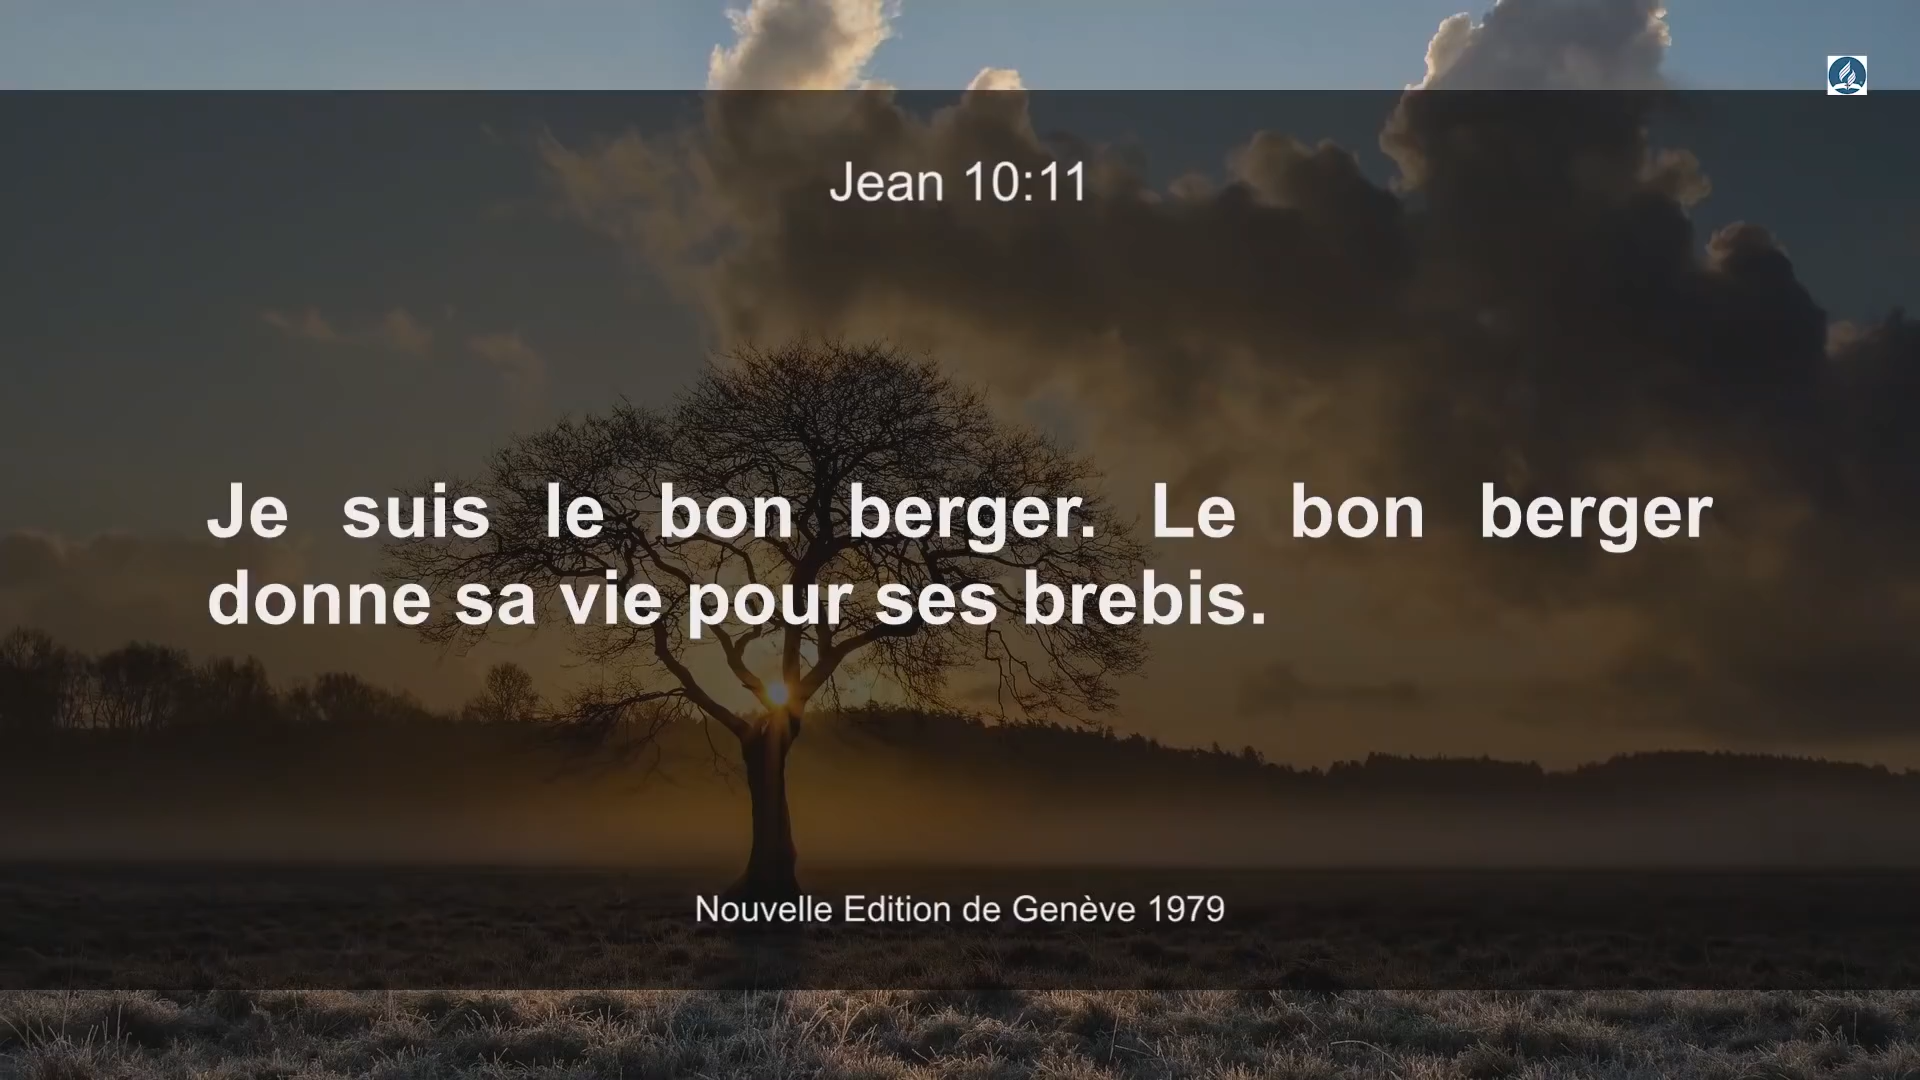 Jean 10:11
Je suis le bon berger. Le bon berger
donne sa vie pour ses brebis.
Nouvelle Edition de Genève 1979